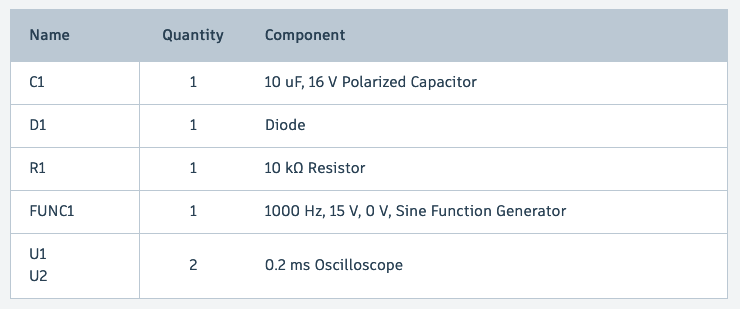 Name Quantity Component
C1 1 10 uF, 16 V Polarized Capacitor
D1 1 Diode
R1 1 10 kΩ Resistor
FUNC1 1 1000 Hz, 15 V, 0 V, Sine Function Generator
U1
U2 2 0.2 ms Oscilloscope